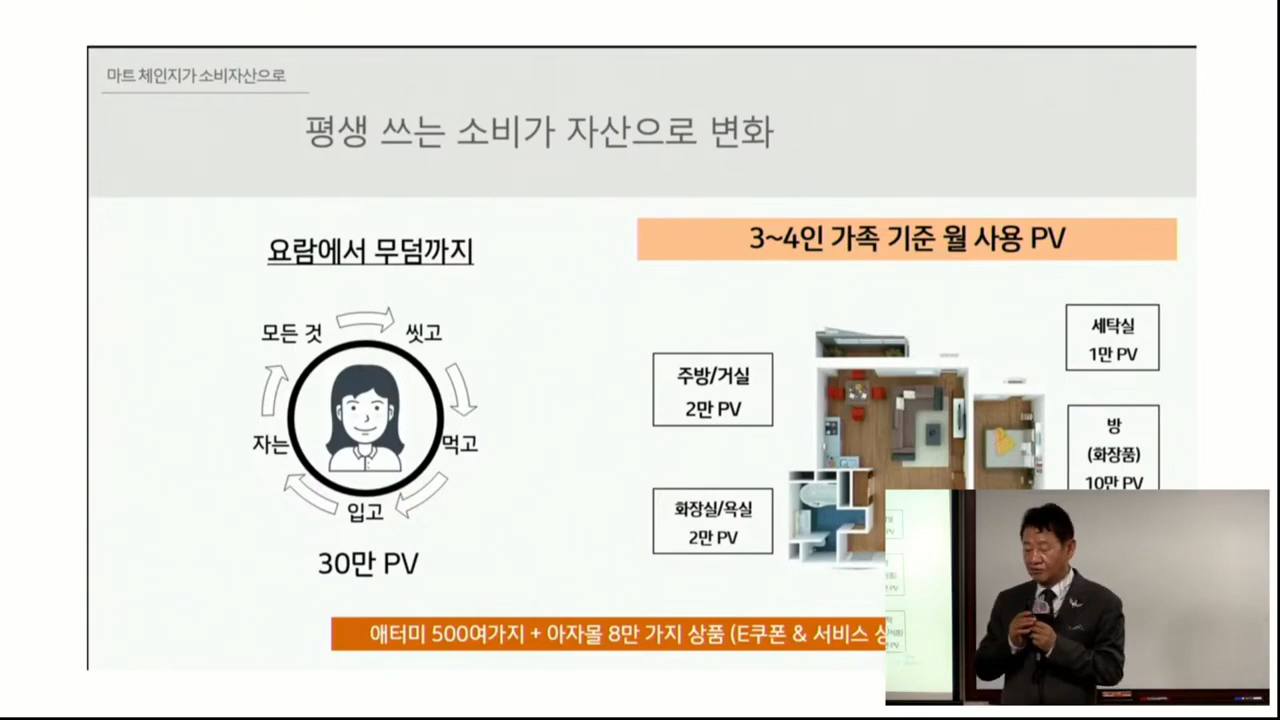 마트 체인지가 소비자산으로
평생 쓰는 소비가 자산으로 변화
요람에서 무덤까지
모든 것
씻고
자는
먹고
입고
30만 PV
3~4인 가족 기준 월 사용 PV
주방/거실
2만 PV
화장실/욕실
2만 PV
세탁실
1만 PV
방
(화장품)
10만 PV
애터미 500여가지 + 아자몰 8만 가지 상품 (E쿠폰 & 서비스